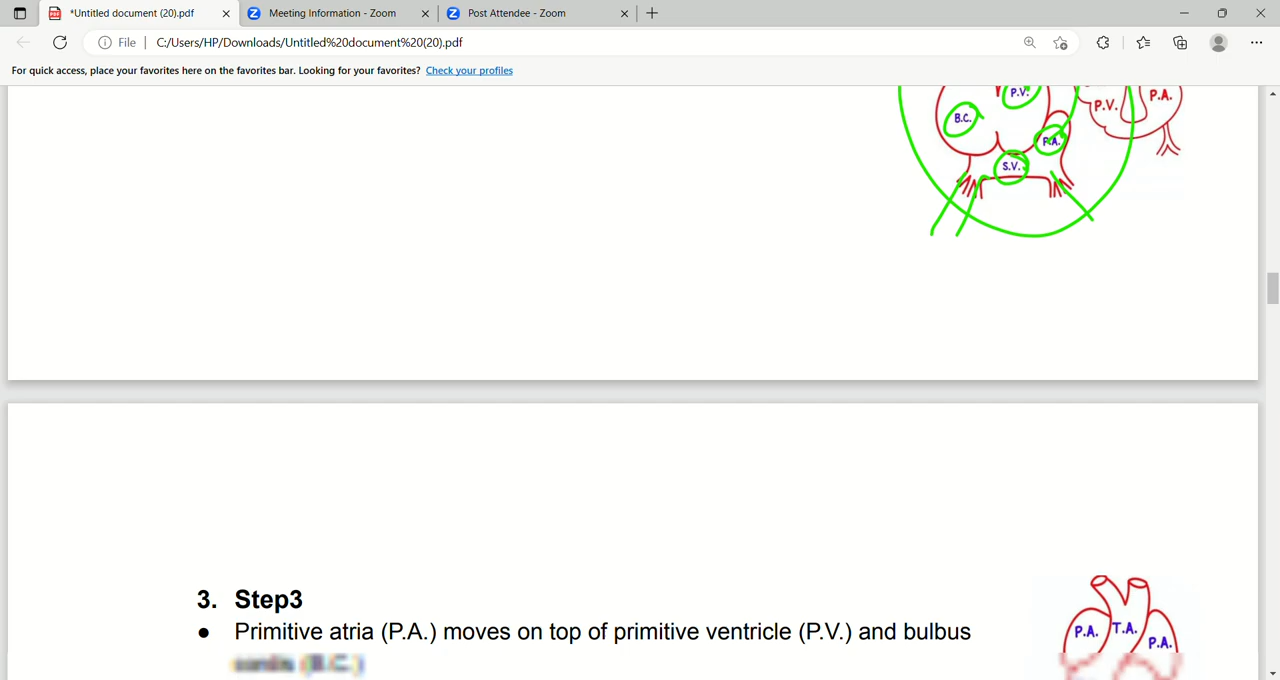 *Untitled document (20).pdf
Meeting Information - Zoom
Post Attendee - Zoom
File
C:/Users/HP/Downloads/Untitled%20document%20(20).pdf
For quick access, place your favorites here on the favorites bar. Looking for your favorites? Check your profiles
P.V.
P.V.
P.A.
B.C.
P.A.
S.V.
3. Step3
● Primitive atria (P.A.) moves on top of primitive ventricle (P.V.) and bulbus
P.A.
T.A.
P.A.